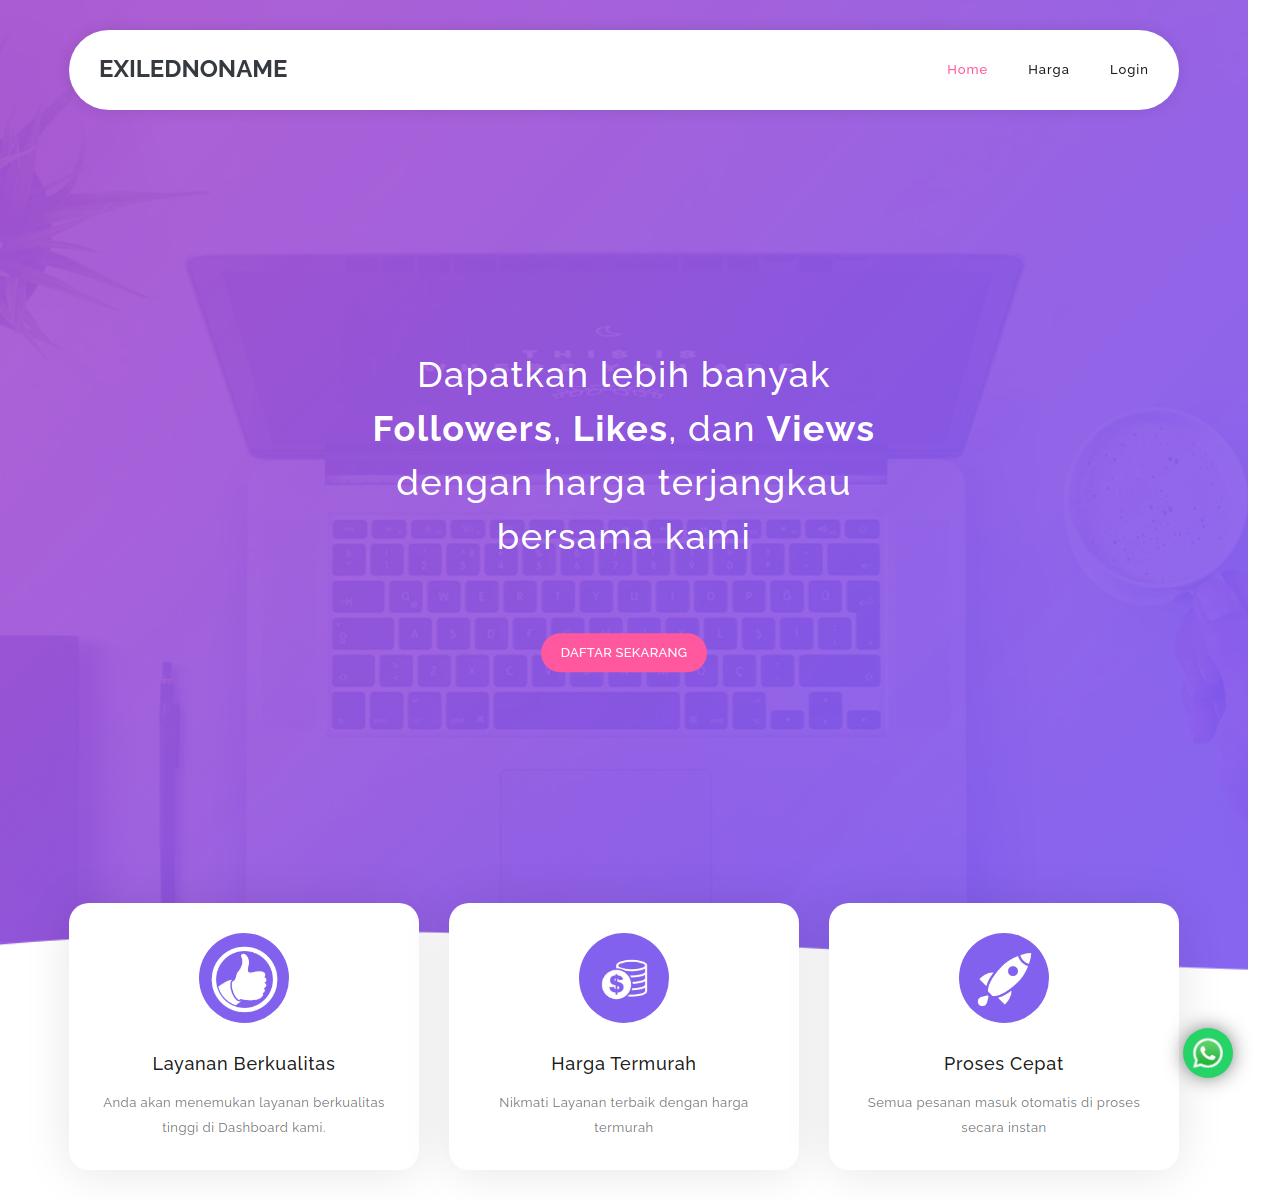 EXILEDNONAME
Home Harga Login
THIS IS
Dapatkan lebih banyak
Followers, Likes, dan Views
dengan harga terjangkau
bersama kami
DAFTAR SEKARANG
Layanan Berkualitas
Anda akan menemukan layanan berkualitas
tinggi di Dashboard kami.
Harga Termurah
Nikmati Layanan terbaik dengan harga
termurah
Proses Cepat
Semua pesanan masuk otomatis di proses
secara instan